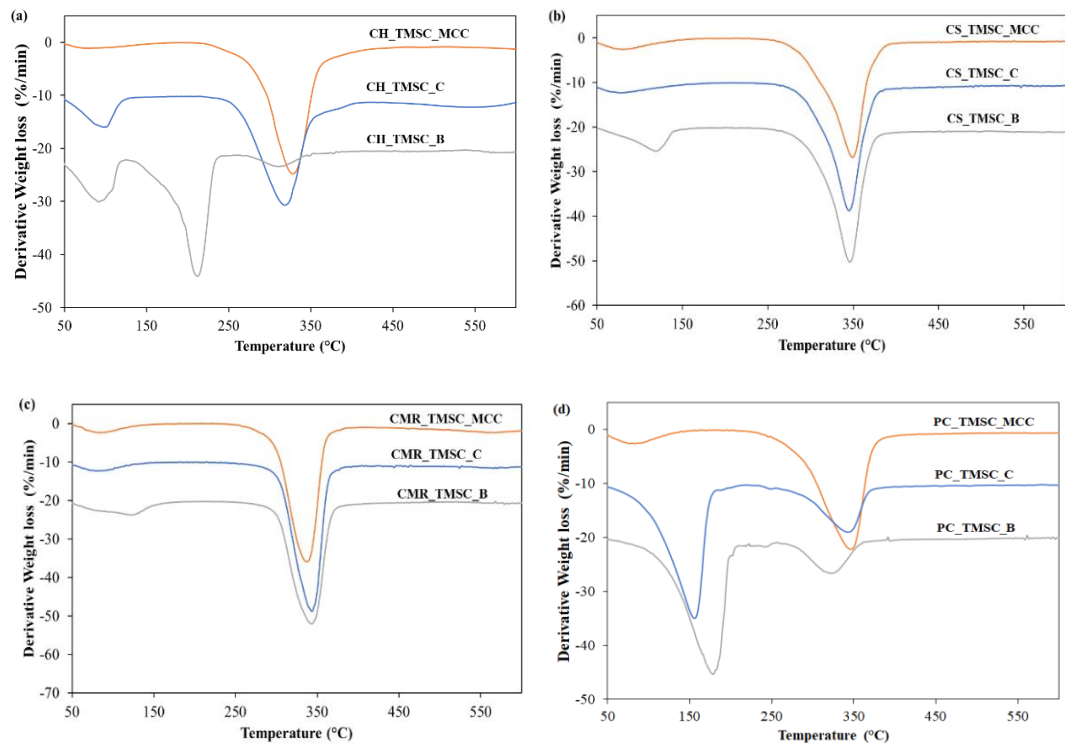 (a)
CH_TMSC_MCC
CH_TMSC_C
CH_TMSC_B
Derivative Weight loss (%/min)
0
-10
-20
-30
-40
-50
50 150 250 350 450 550
Temperature (°C)
(b)
CS_TMSC_MCC
CS_TMSC_C
CS_TMSC_B
Derivative Weight loss (%/min)
0
-10
-20
-30
-40
-50
-60
50 150 250 350 450 550
Temperature (°C)
(c)
CMR_TMSC_MCC
CMR_TMSC_C
CMR_TMSC_B
Derivative Weight loss (%/min)
0
-10
-20
-30
-40
-50
-60
-70
50 150 250 350 450 550
Temperature (°C)
(d)
PC_TMSC_MCC
PC_TMSC_C
PC_TMSC_B
Derivative Weight loss (%/min)
0
-10
-20
-30
-40
-50
50 150 250 350 450 550
Temperature (°C)